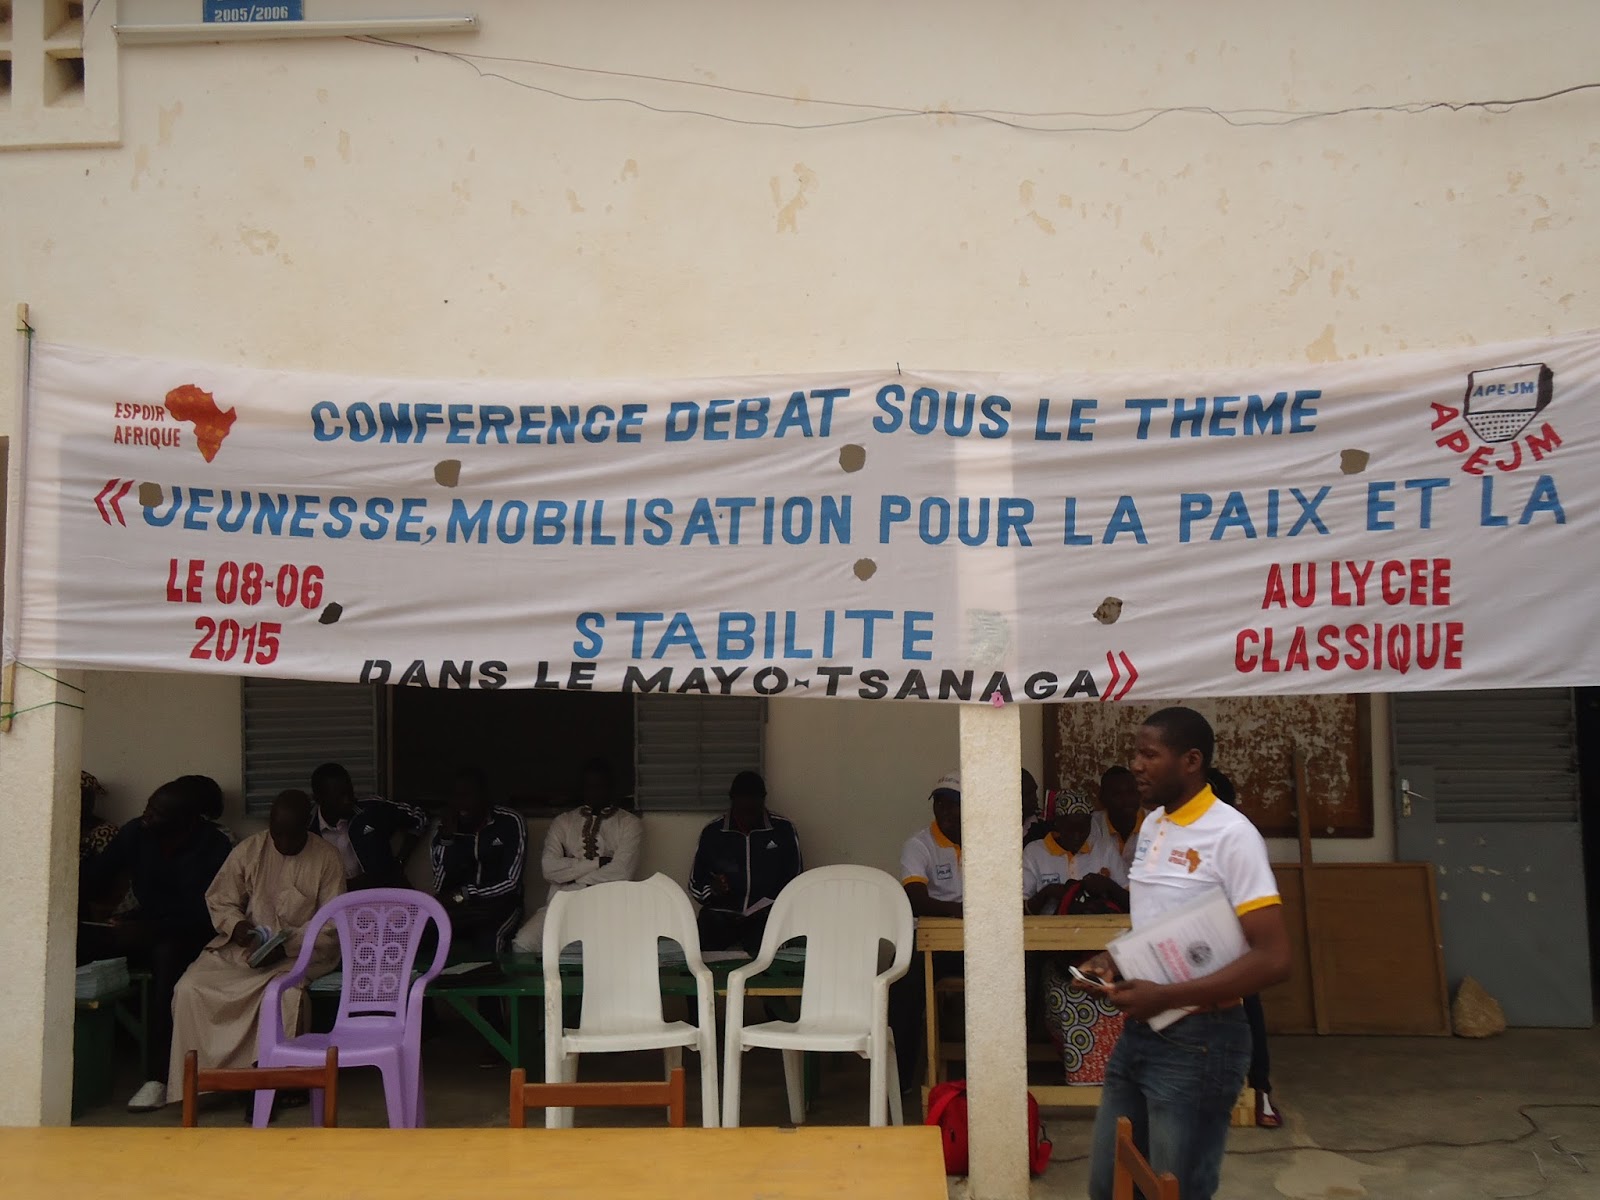 2005/2006
ESPOIR
AFRIQUE
CONFERENCE DEBAT SOUS LE THEME
APEJM
APEJM
« JEUNESSE, MOBILISATION POUR LA PAIX ET LA
STABILITE
DANS LE MAYO-TSANAGA »
LE 08-06
2015
AU LYCEE
CLASSIQUE